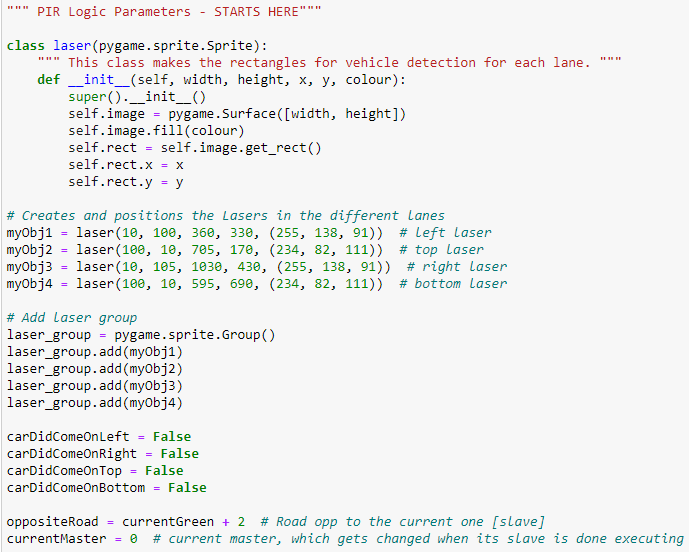 """ PIR Logic Parameters - STARTS HERE"""
class laser(pygame.sprite.Sprite):
    """ This class makes the rectangles for vehicle detection for each lane. """
    def __init__(self, width, height, x, y, colour):
        super().__init__()
        self.image = pygame.Surface([width, height])
        self.image.fill(colour)
        self.rect = self.image.get_rect()
        self.rect.x = x
        self.rect.y = y
# Creates and positions the Lasers in the different lanes
myObj1 = laser(10, 100, 360, 330, (255, 138, 91))  # left laser
myObj2 = laser(100, 10, 705, 170, (234, 82, 111))  # top laser
myObj3 = laser(10, 105, 1030, 430, (255, 138, 91))  # right laser
myObj4 = laser(100, 10, 595, 690, (234, 82, 111))  # bottom laser
# Add laser group
laser_group = pygame.sprite.Group()
laser_group.add(myObj1)
laser_group.add(myObj2)
laser_group.add(myObj3)
laser_group.add(myObj4)
carDidComeOnLeft = False
carDidComeOnRight = False
carDidComeOnTop = False
carDidComeOnBottom = False
oppositeRoad = currentGreen + 2  # Road opp to the current one [slave]
currentMaster = 0  # current master, which gets changed when its slave is done executing